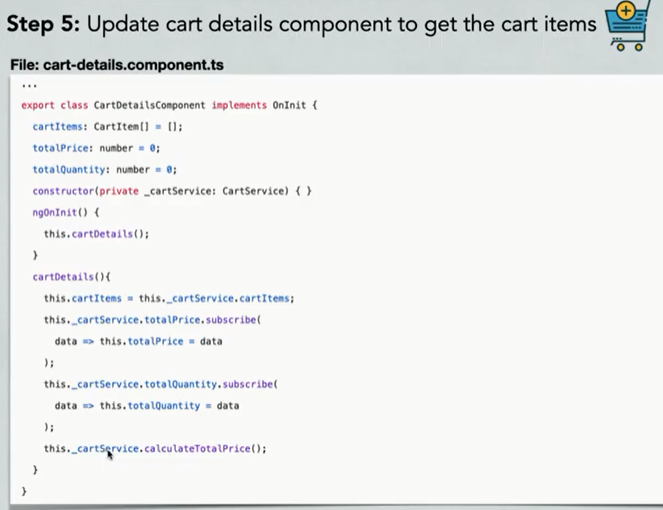 Step 5: Update cart details component to get the cart items
File: cart-details.component.ts
...
export class CartDetailsComponent implements OnInit {
cartItems: CartItem[] = [];
totalPrice: number = 0;
totalQuantity: number = 0;
constructor(private _cartService: CartService) { }
ngOnInit() {
this.cartDetails();
}
cartDetails(){
this.cartItems = this._cartService.cartItems;
this._cartService.totalPrice.subscribe(
data => this.totalPrice = data
);
this._cartService.totalQuantity.subscribe(
data => this.totalQuantity = data
);
this._cartService.calculateTotalPrice();
}
}